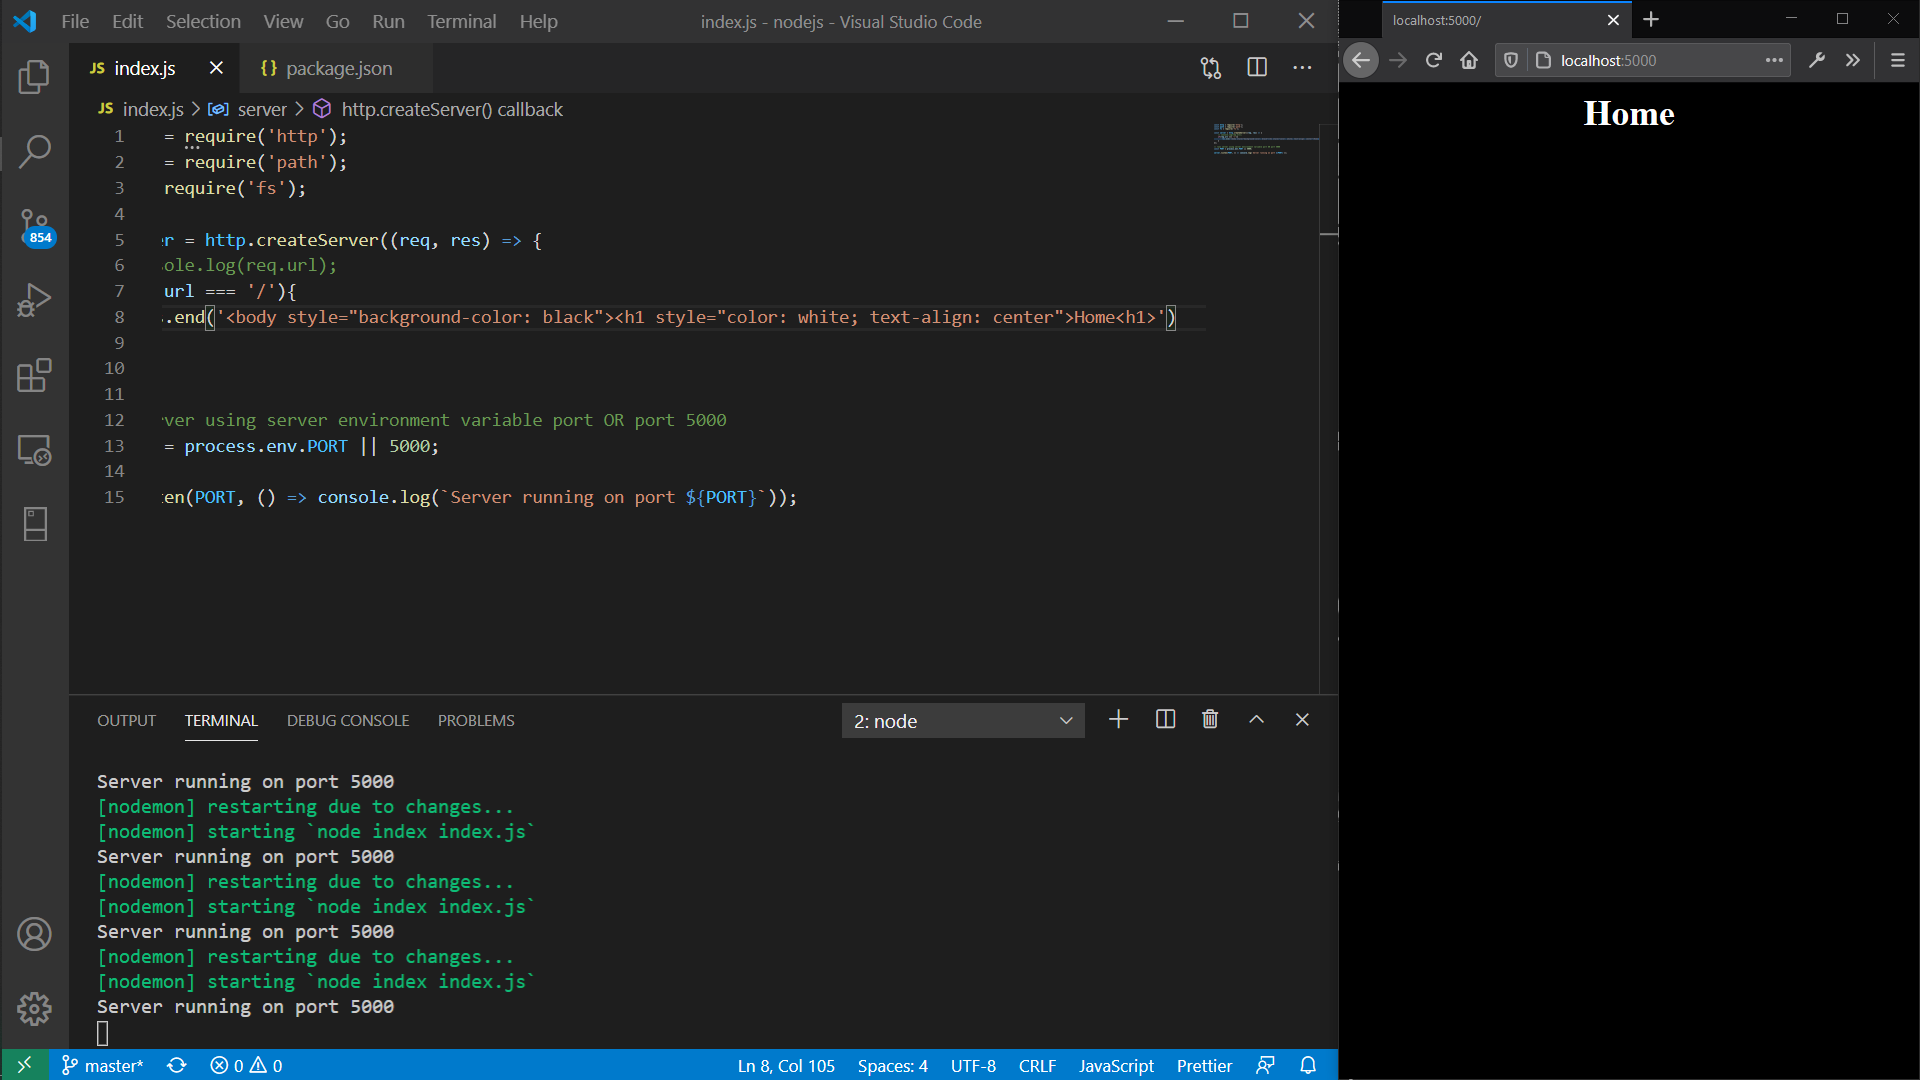 File Edit Selection View Go Run Terminal Help
index.js - nodejs - Visual Studio Code
JS index.js
{} package.json
JS index.js > server > http.createServer() callback
1 = require('http');
2 = require('path');
3 require('fs');
4
5 er = http.createServer((req, res) => {
6 sole.log(req.url);
7 url === '/'){
8 s.end('<body style="background-color: black"><h1 style="color: white; text-align: center">Home<h1>')
9
10
11
12 rver using server environment variable port OR port 5000
13 = process.env.PORT || 5000;
14
15 ten(PORT, () => console.log(`Server running on port ${PORT}`));
854
OUTPUT TERMINAL DEBUG CONSOLE PROBLEMS
2: node
Server running on port 5000
[nodemon] restarting due to changes...
[nodemon] starting `node index index.js`
Server running on port 5000
[nodemon] restarting due to changes...
[nodemon] starting `node index index.js`
Server running on port 5000
[nodemon] restarting due to changes...
[nodemon] starting `node index index.js`
Server running on port 5000
master* 0 0
Ln 8, Col 105 Spaces: 4 UTF-8 CRLF JavaScript Prettier
localhost:5000/
localhost:5000
Home